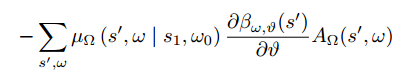 $$-\sum_{s',\omega} \mu_{\Omega}\left(s', \omega \mid s_1, \omega_0\right) \frac{\partial \beta_{\omega,\vartheta}(s')}{\partial \vartheta} A_{\Omega}(s', \omega)$$